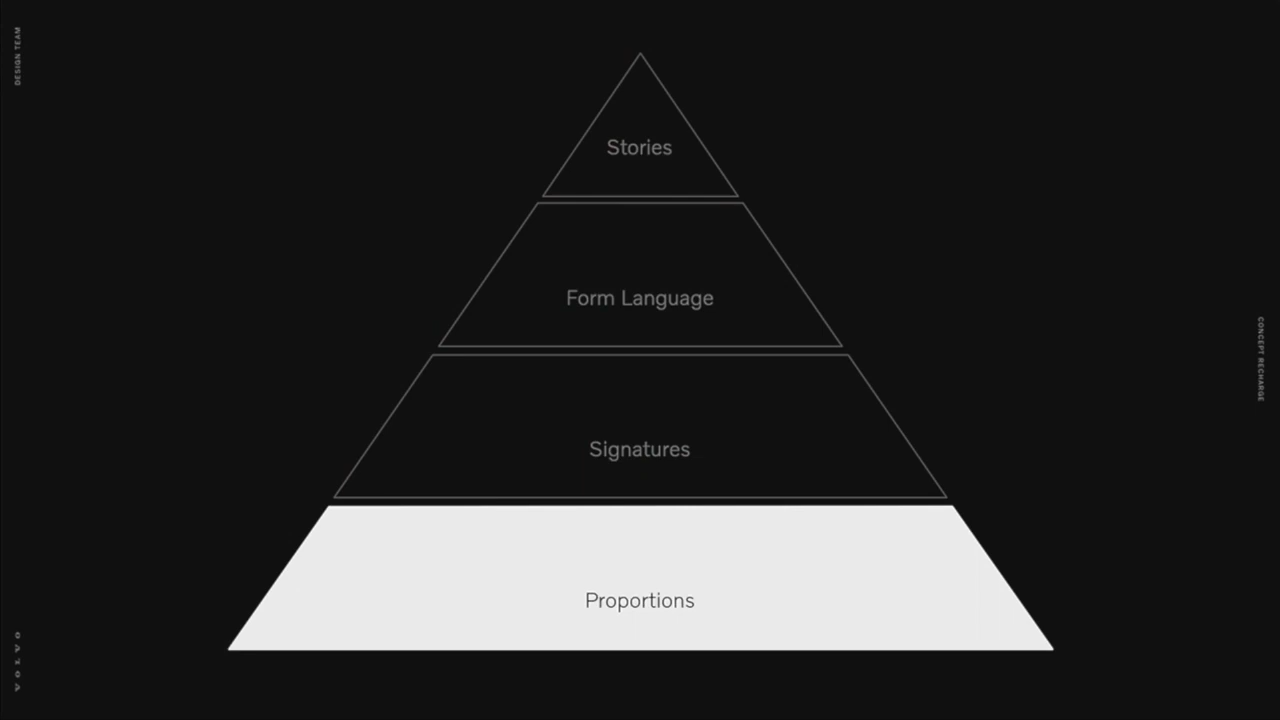 DESIGN TEAM
Stories
Form Language
CONCEPT RECHARGE
Signatures
Proportions
VOLVO